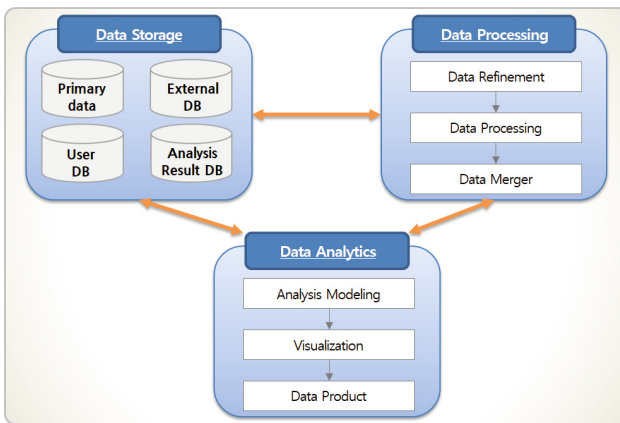 Data Storage
Primary
data
External
DB
User
DB
Analysis
Result DB
Data Processing
Data Refinement
Data Processing
Data Merger
Data Analytics
Analysis Modeling
Visualization
Data Product